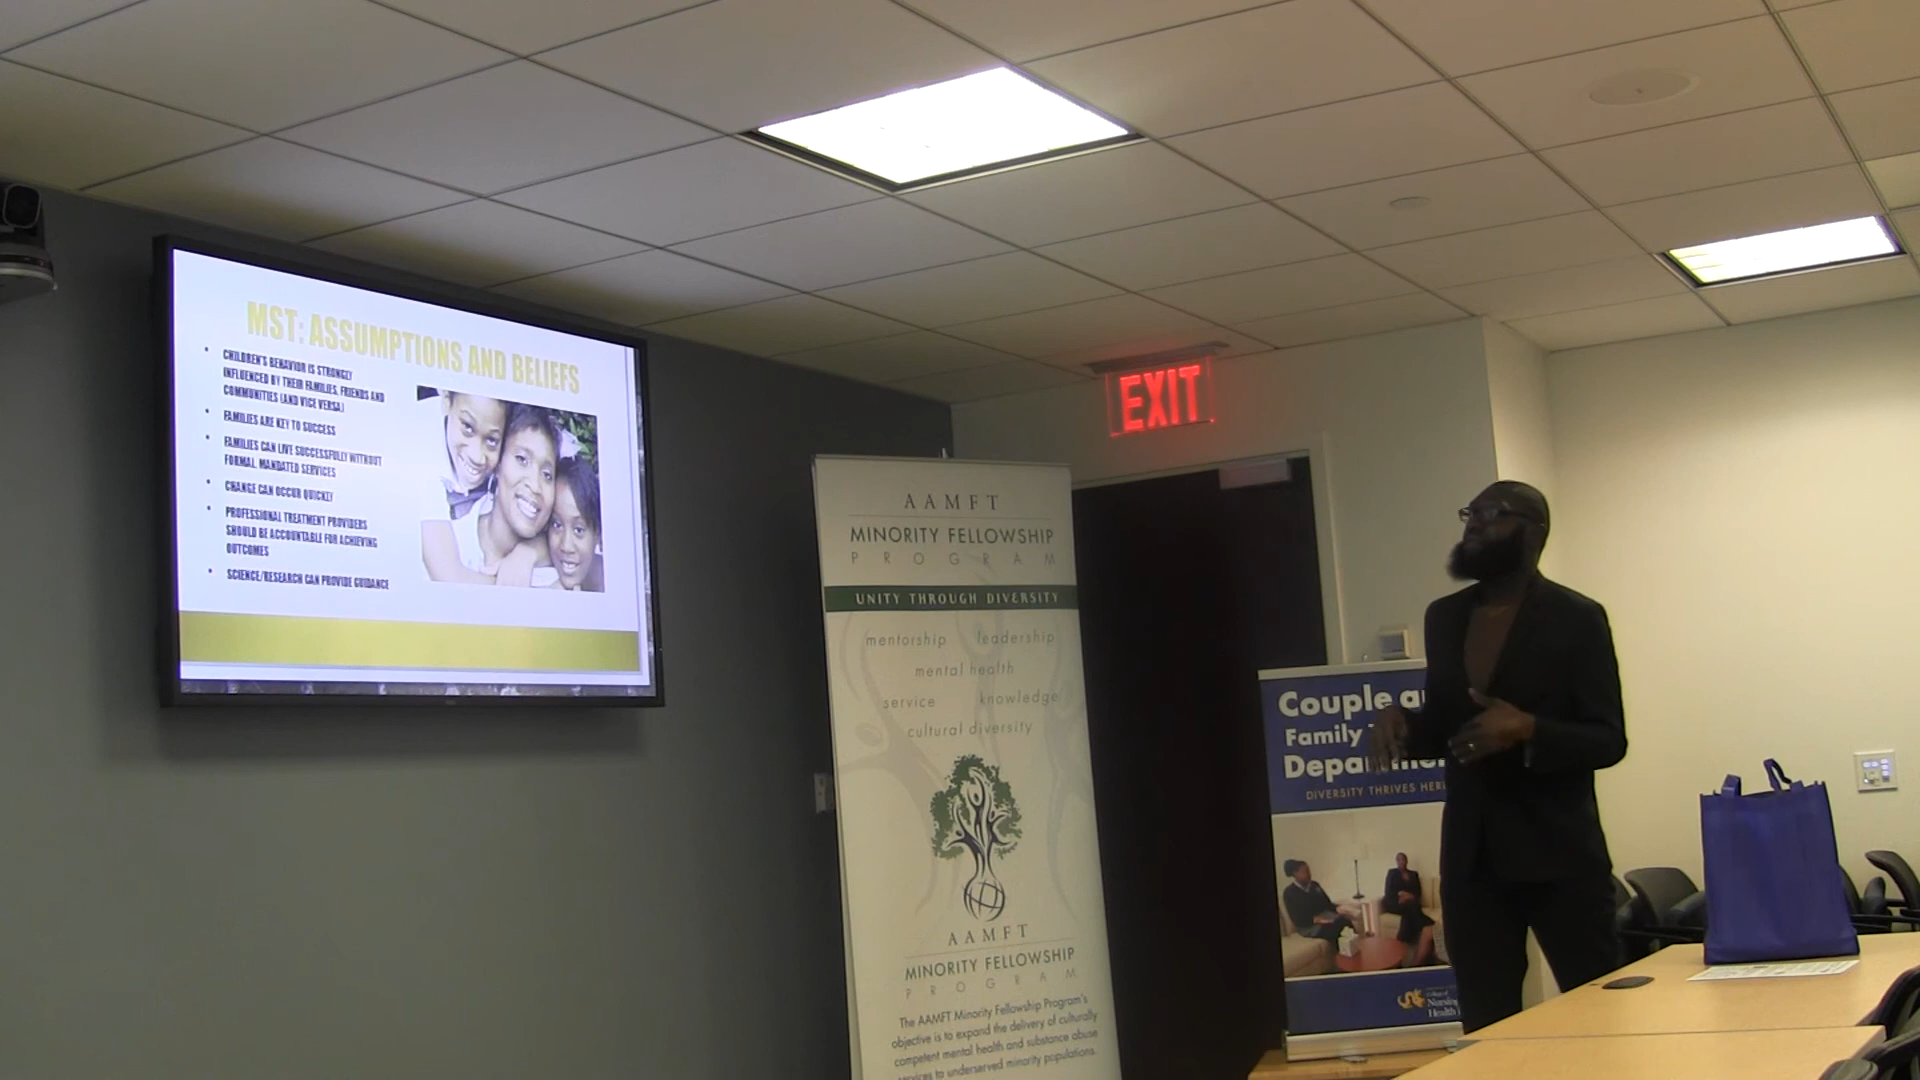 MST: ASSUMPTIONS AND BELIEFS
• CHILDREN'S BEHAVIOR IS STRONGLY
INFLUENCED BY THEIR FAMILIES, FRIENDS AND
COMMUNITIES (AND VICE VERSA)
• FAMILIES ARE KEY TO SUCCESS
• FAMILIES CAN LIVE SUCCESSFULLY WITHOUT
FORMAL, MANDATED SERVICES
• CHANGE CAN OCCUR QUICKLY
• PROFESSIONAL TREATMENT PROVIDERS
SHOULD BE ACCOUNTABLE FOR ACHIEVING
OUTCOMES
• SCIENCE/RESEARCH CAN PROVIDE GUIDANCE
AAMFT
MINORITY FELLOWSHIP
PROGRAM
UNITY THROUGH DIVERSITY
mentorship leadership
mental health
service knowledge
cultural diversity
AAMFT
MINORITY FELLOWSHIP
PROGRAM
The AAMFT Minority Fellowship Program's
objective is to expand the delivery of culturally
competent mental health and substance abuse
services to underserved minority populations.
EXIT
Couple a
Family
Depa
DIVERSITY THRIVES HER
College of
Nursing
Health